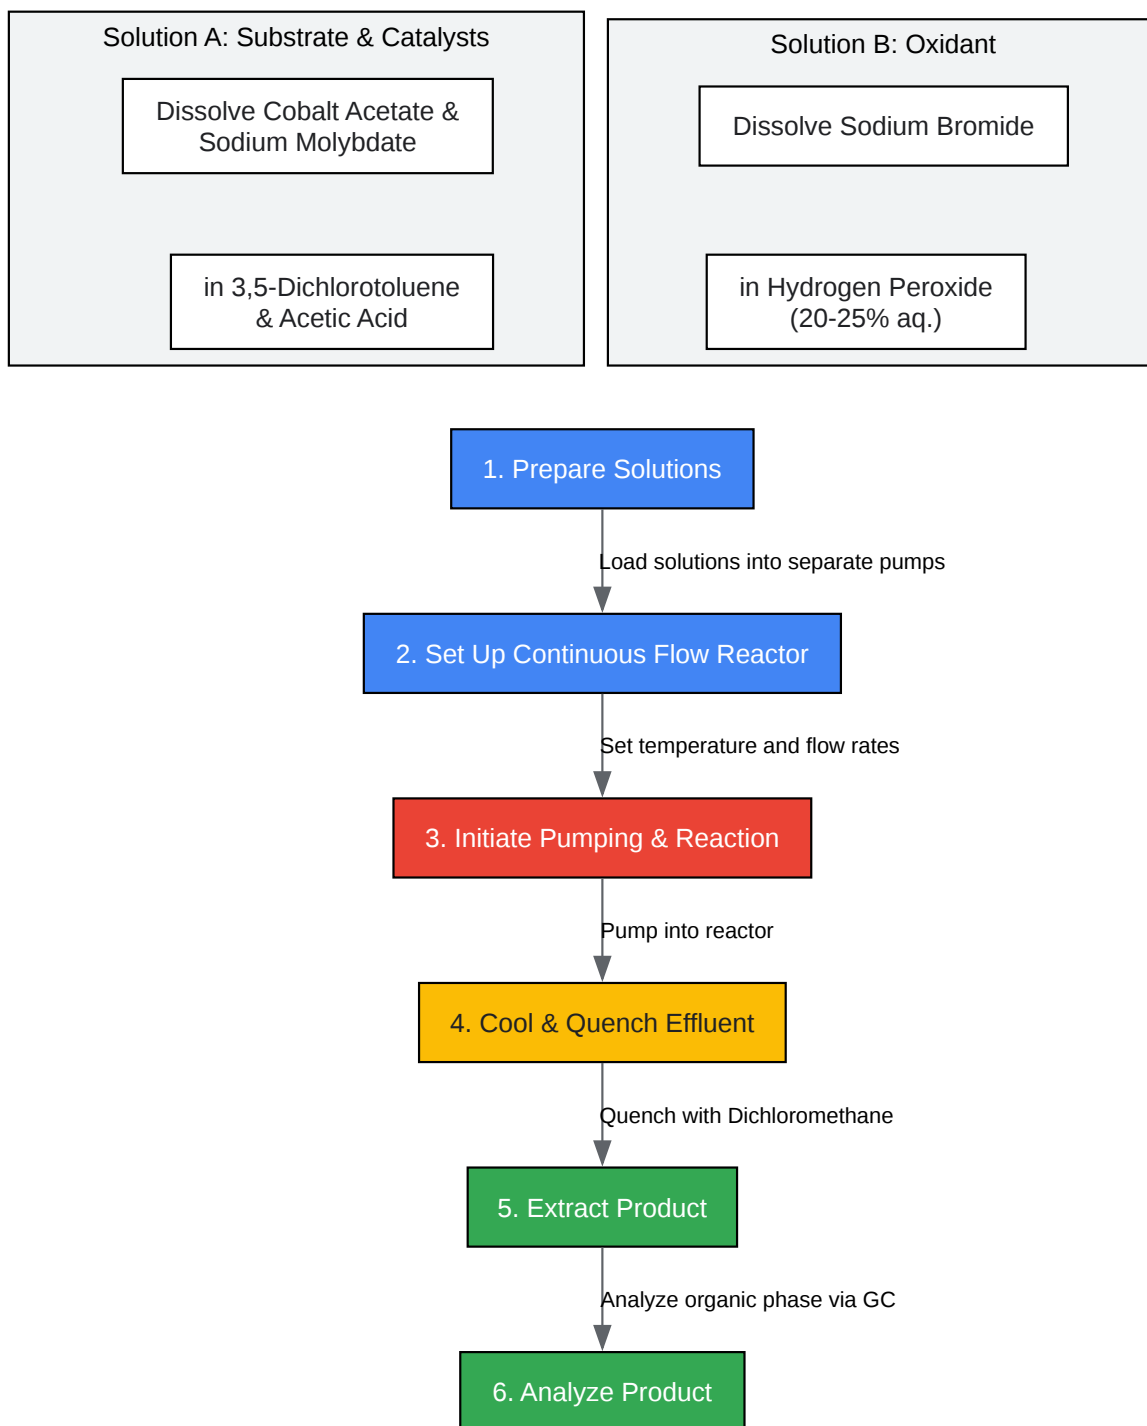 Solution A: Substrate & Catalysts
Dissolve Cobalt Acetate &
Sodium Molybdate
in 3,5-Dichlorotoluene
& Acetic Acid
Solution B: Oxidant
Dissolve Sodium Bromide
in Hydrogen Peroxide
(20-25% aq.)
1. Prepare Solutions
Load solutions into separate pumps
2. Set Up Continuous Flow Reactor
Set temperature and flow rates
3. Initiate Pumping & Reaction
Pump into reactor
4. Cool & Quench Effluent
Quench with Dichloromethane
5. Extract Product
Analyze organic phase via GC
6. Analyze Product